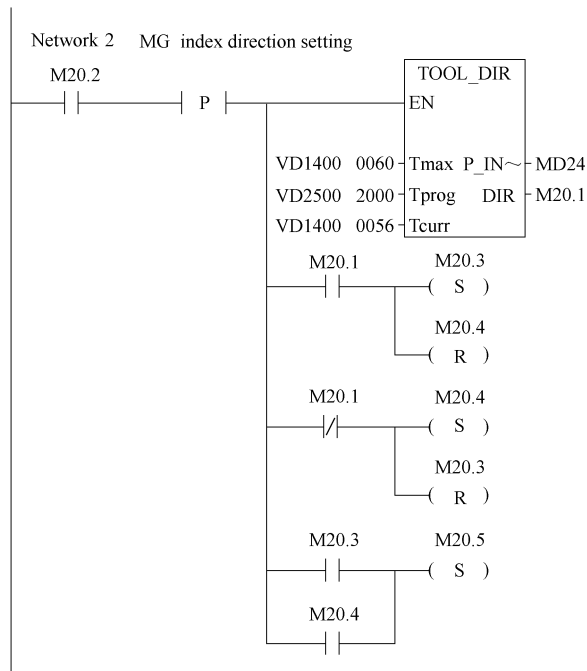 Network 2 MG index direction setting
M20.2
TOOL_DIR
P
EN
VD1400 0060 Tmax P_IN~ MD24
VD2500 2000 Tprog DIR M20.1
VD1400 0056 Tcurr
M20.1 M20.3
S
M20.4
R
M20.1 M20.4
S
M20.3
R
M20.3 M20.5
S
M20.4